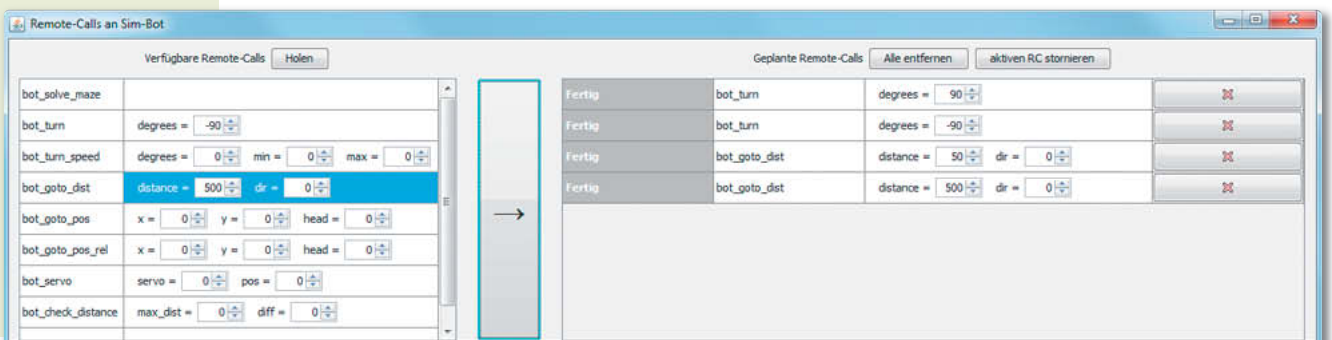 Remote-Calls an Sim-Bot
Verfügbare Remote-Calls Holen
bot_solve_maze
bot_turn degrees = -90
bot_turn_speed degrees = 0 min = 0 max = 0
bot_goto_dist distance = 500 dir = 0
bot_goto_pos x = 0 y = 0 head = 0
bot_goto_pos_rel x = 0 y = 0 head = 0
bot_servo servo = 0 pos = 0
bot_check_distance max_dist = 0 diff = 0
→
Geplante Remote-Calls Alle entfernen aktiven RC stornieren
Fertig bot_turn degrees = 90
Fertig bot_turn degrees = -90
Fertig bot_goto_dist distance = 50 dir = 0
Fertig bot_goto_dist distance = 500 dir = 0